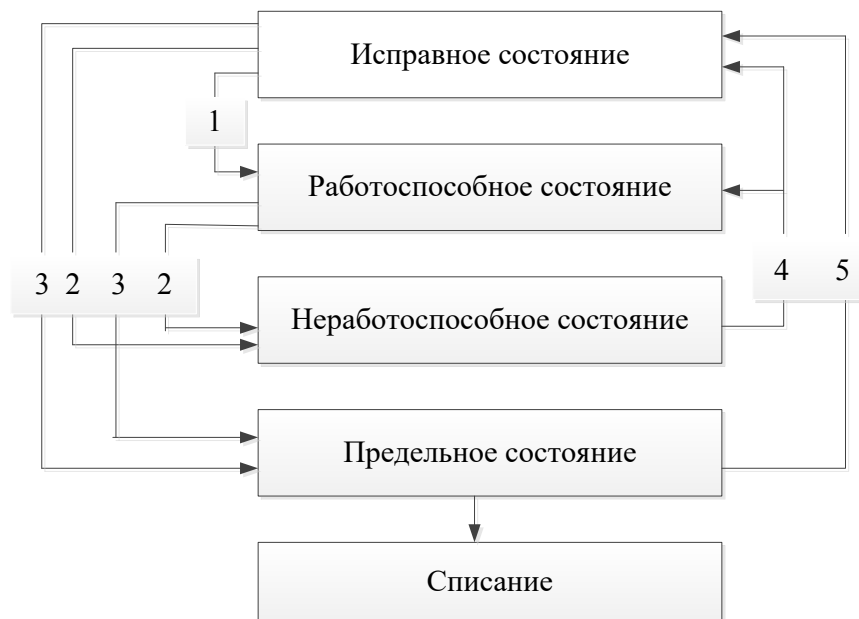 Исправное состояние
1
Работоспособное состояние
3 2 3 2
4 5
Неработоспособное состояние
Предельное состояние
Списание